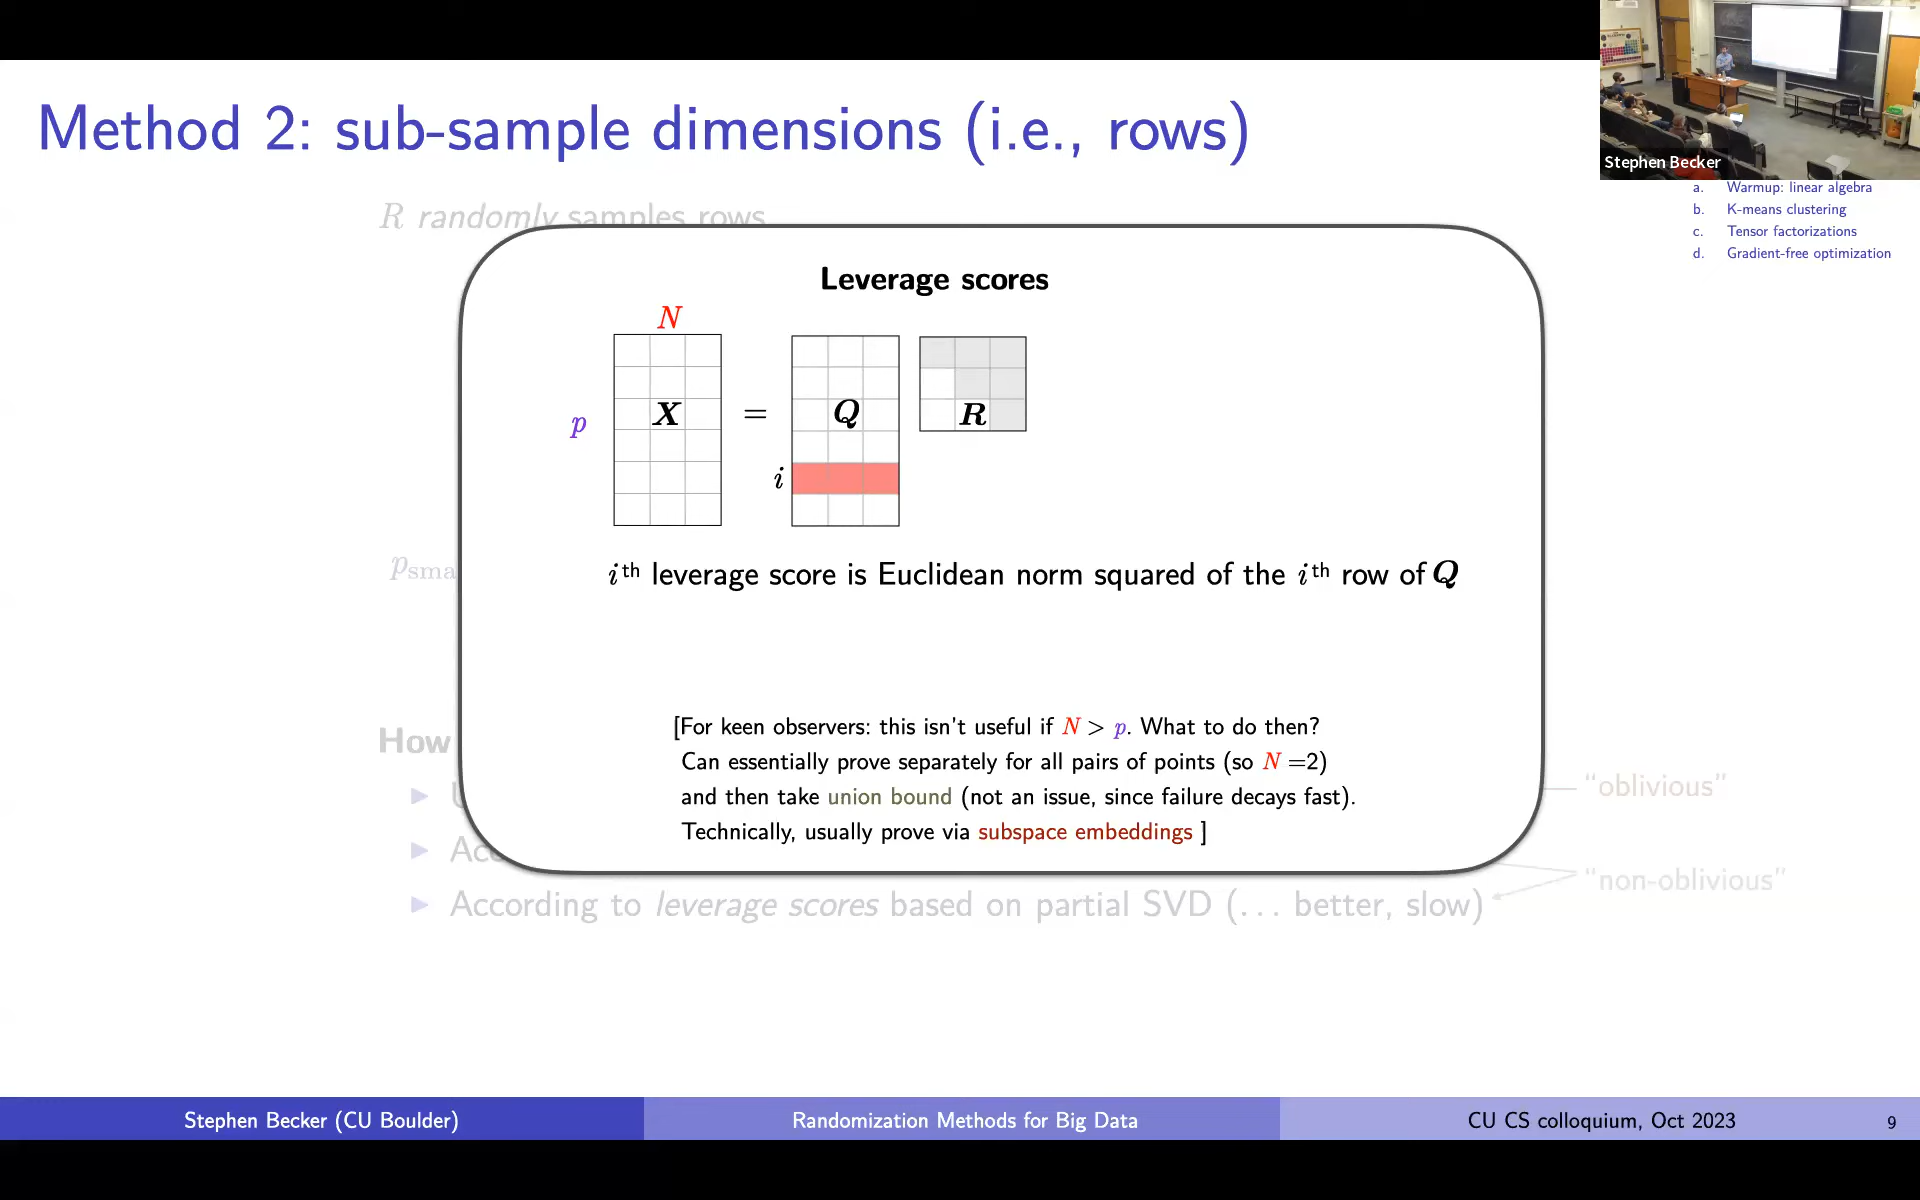 Method 2: sub-sample dimensions (i.e., rows)
Stephen Becker
a. Warmup: linear algebra
b. K-means clustering
c. Tensor factorizations
d. Gradient-free optimization
R randomly samples rows
Leverage scores
N
p
X = Q R
i
i th leverage score is Euclidean norm squared of the i th row of Q
p sma
[For keen observers: this isn't useful if N > p. What to do then?
Can essentially prove separately for all pairs of points (so N =2)
and then take union bound (not an issue, since failure decays fast).
Technically, usually prove via subspace embeddings ]
How
"oblivious"
"non-oblivious"
▶ According to leverage scores based on partial SVD (... better, slow)
Stephen Becker (CU Boulder)
Randomization Methods for Big Data
CU CS colloquium, Oct 2023
9